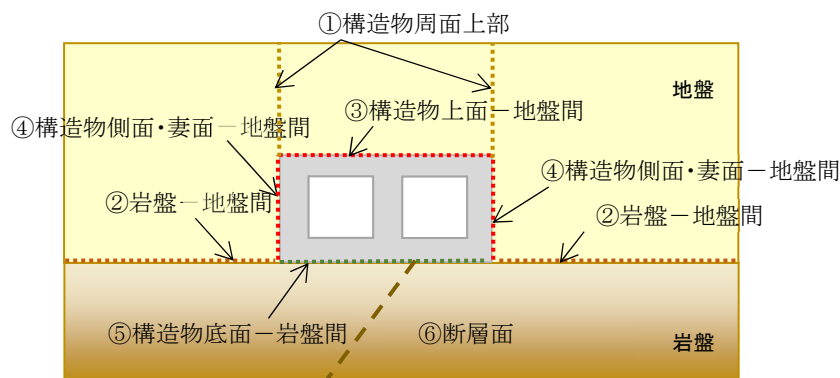 ①構造物周面上部
地盤
③構造物上面－地盤間
④構造物側面・妻面－地盤間
④構造物側面・妻面－地盤間
②岩盤－地盤間
②岩盤－地盤間
⑤構造物底面－岩盤間
⑥断層面
岩盤